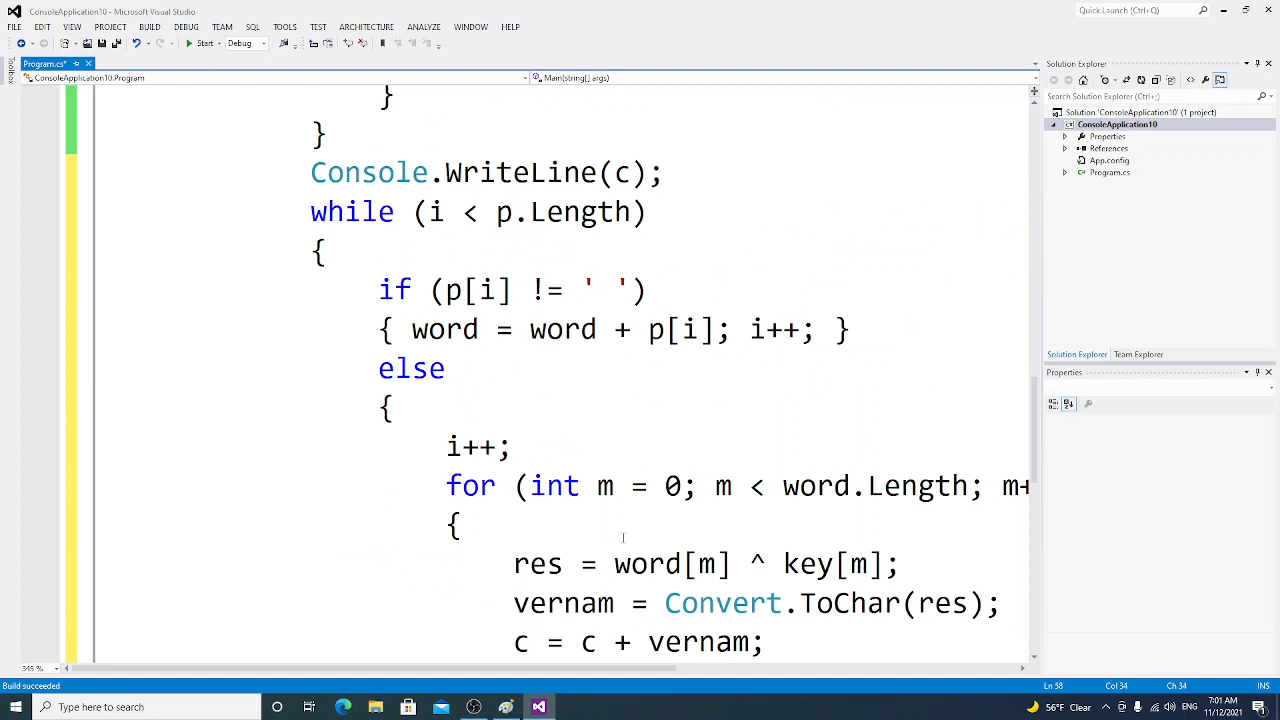 ConsoleApplication10 - Microsoft Visual Studio
Quick Launch (Ctrl+;)
FILE EDIT VIEW PROJECT BUILD DEBUG TEAM SQL TOOLS TEST ARCHITECTURE ANALYZE WINDOW HELP
Start Debug
Toolbox
Program.cs*
ConsoleApplication10.Program Main(string[] args)
}
}
Console.WriteLine(c);
while (i < p.Length)
{
if (p[i] != ' ')
{ word = word + p[i]; i++; }
else
{
i++;
for (int m = 0; m < word.Length; m+
{
res = word[m] ^ key[m];
vernam = Convert.ToChar(res);
c = c + vernam;
345 %
Solution Explorer
Search Solution Explorer (Ctrl+;)
Solution 'ConsoleApplication10' (1 project)
ConsoleApplication10
Properties
References
App.config
Program.cs
Solution Explorer Team Explorer
Properties
Build succeeded Ln 58 Col 34 Ch 34 INS
Type here to search
56°F Clear
7:01 AM
11/12/2021